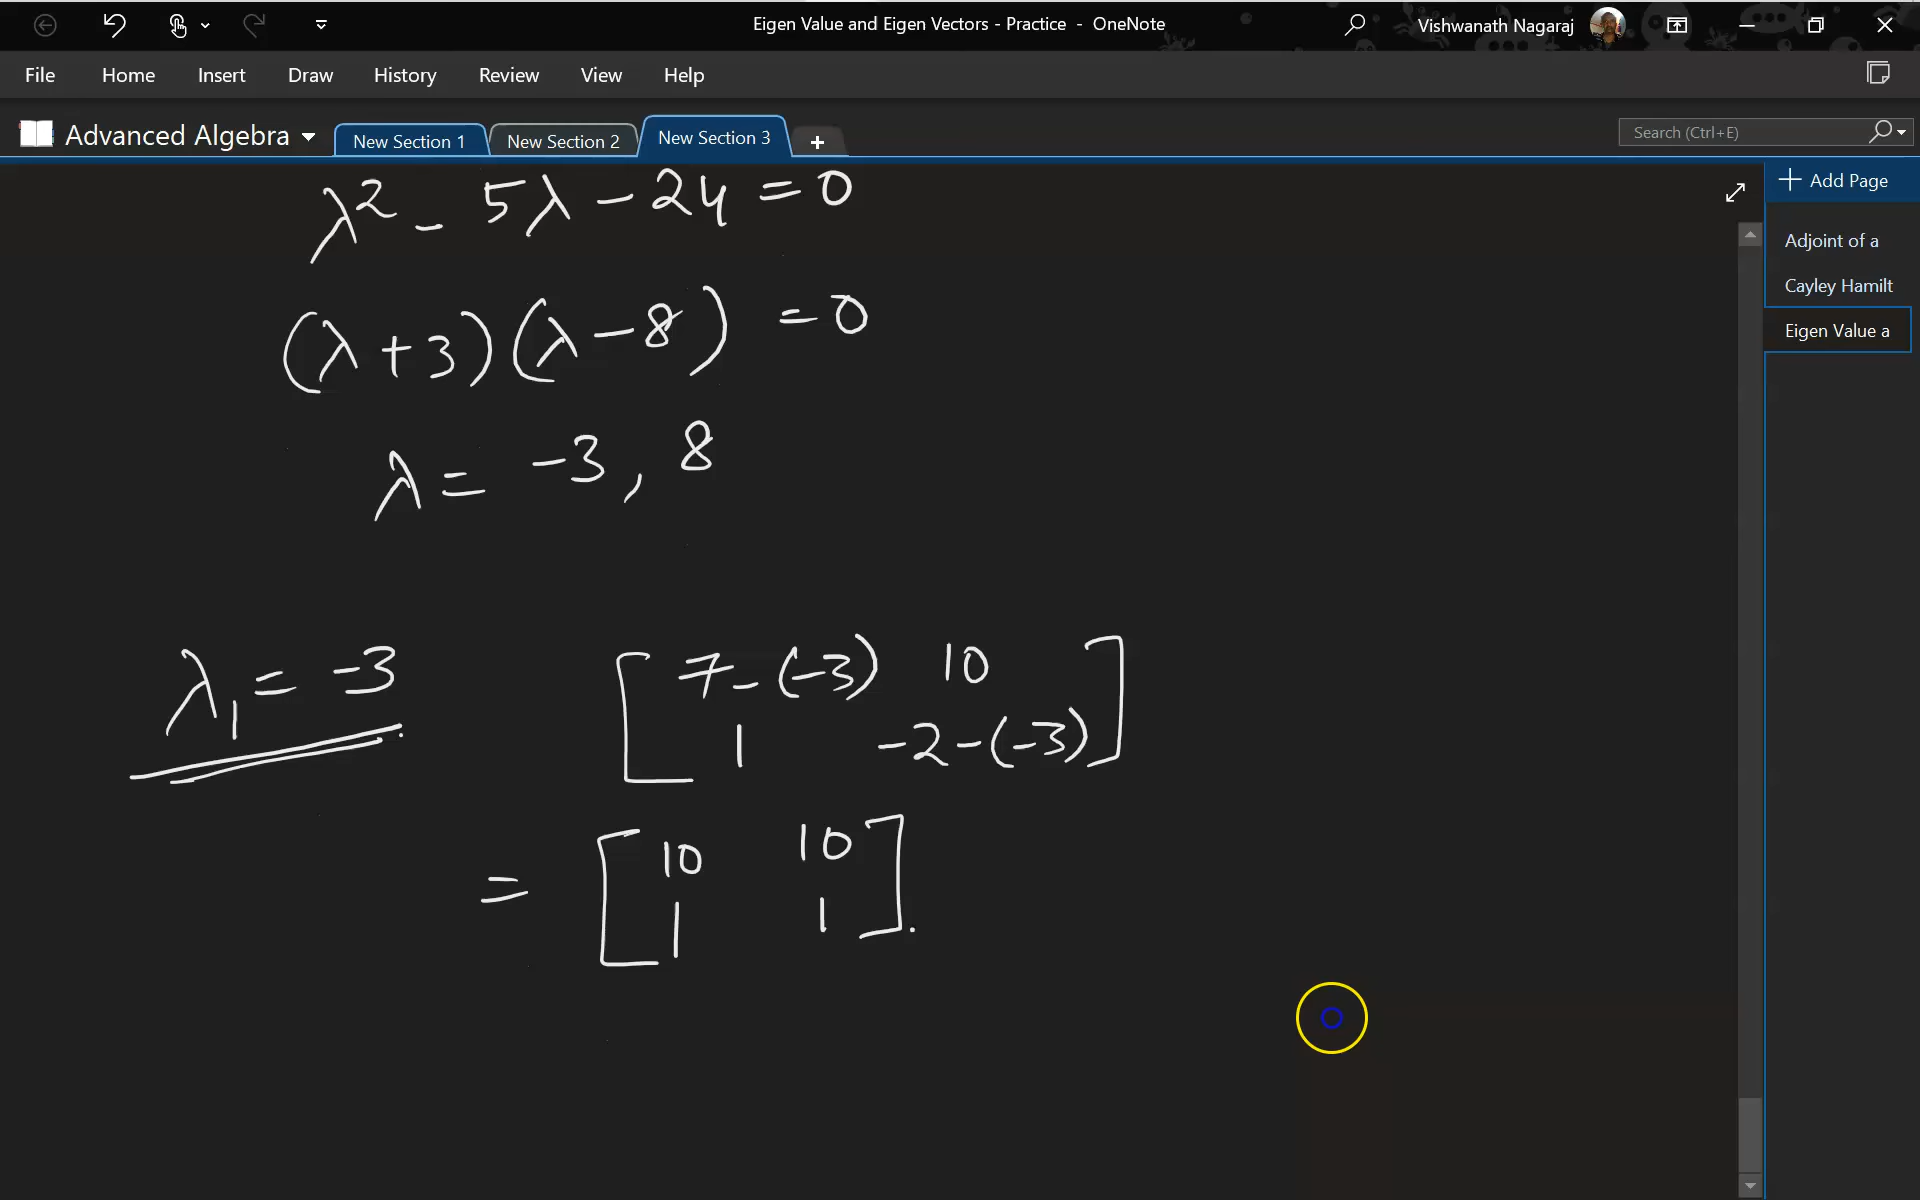 Eigen Value and Eigen Vectors - Practice - OneNote
Vishwanath Nagaraj
File Home Insert Draw History Review View Help
Advanced Algebra
New Section 1
New Section 2
New Section 3
+
Search (Ctrl+E)
+ Add Page
Adjoint of a
Cayley Hamilt
Eigen Value a
λ² - 5λ - 24 = 0
(λ + 3)(λ - 8) = 0
λ = -3, 8
λ₁ = -3
[ 7 - (-3) 10
1 -2 - (-3) ]
= [ 10 10
1 1 ].